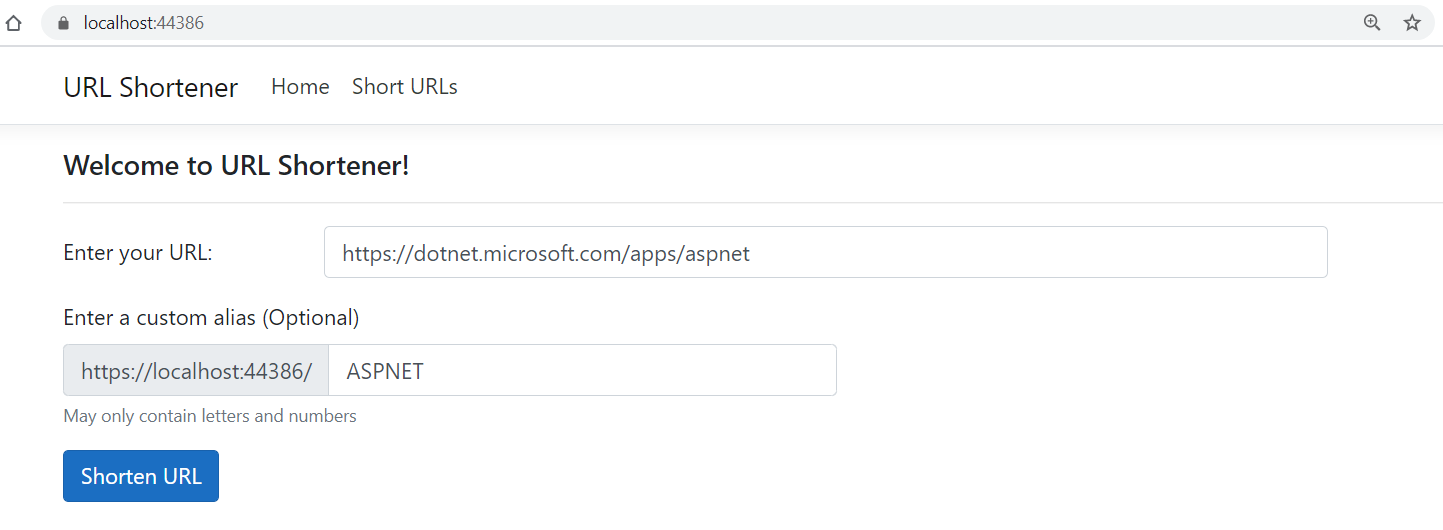 localhost:44386
URL Shortener Home Short URLs
Welcome to URL Shortener!
Enter your URL: https://dotnet.microsoft.com/apps/aspnet
Enter a custom alias (Optional)
https://localhost:44386/ ASPNET
May only contain letters and numbers
Shorten URL